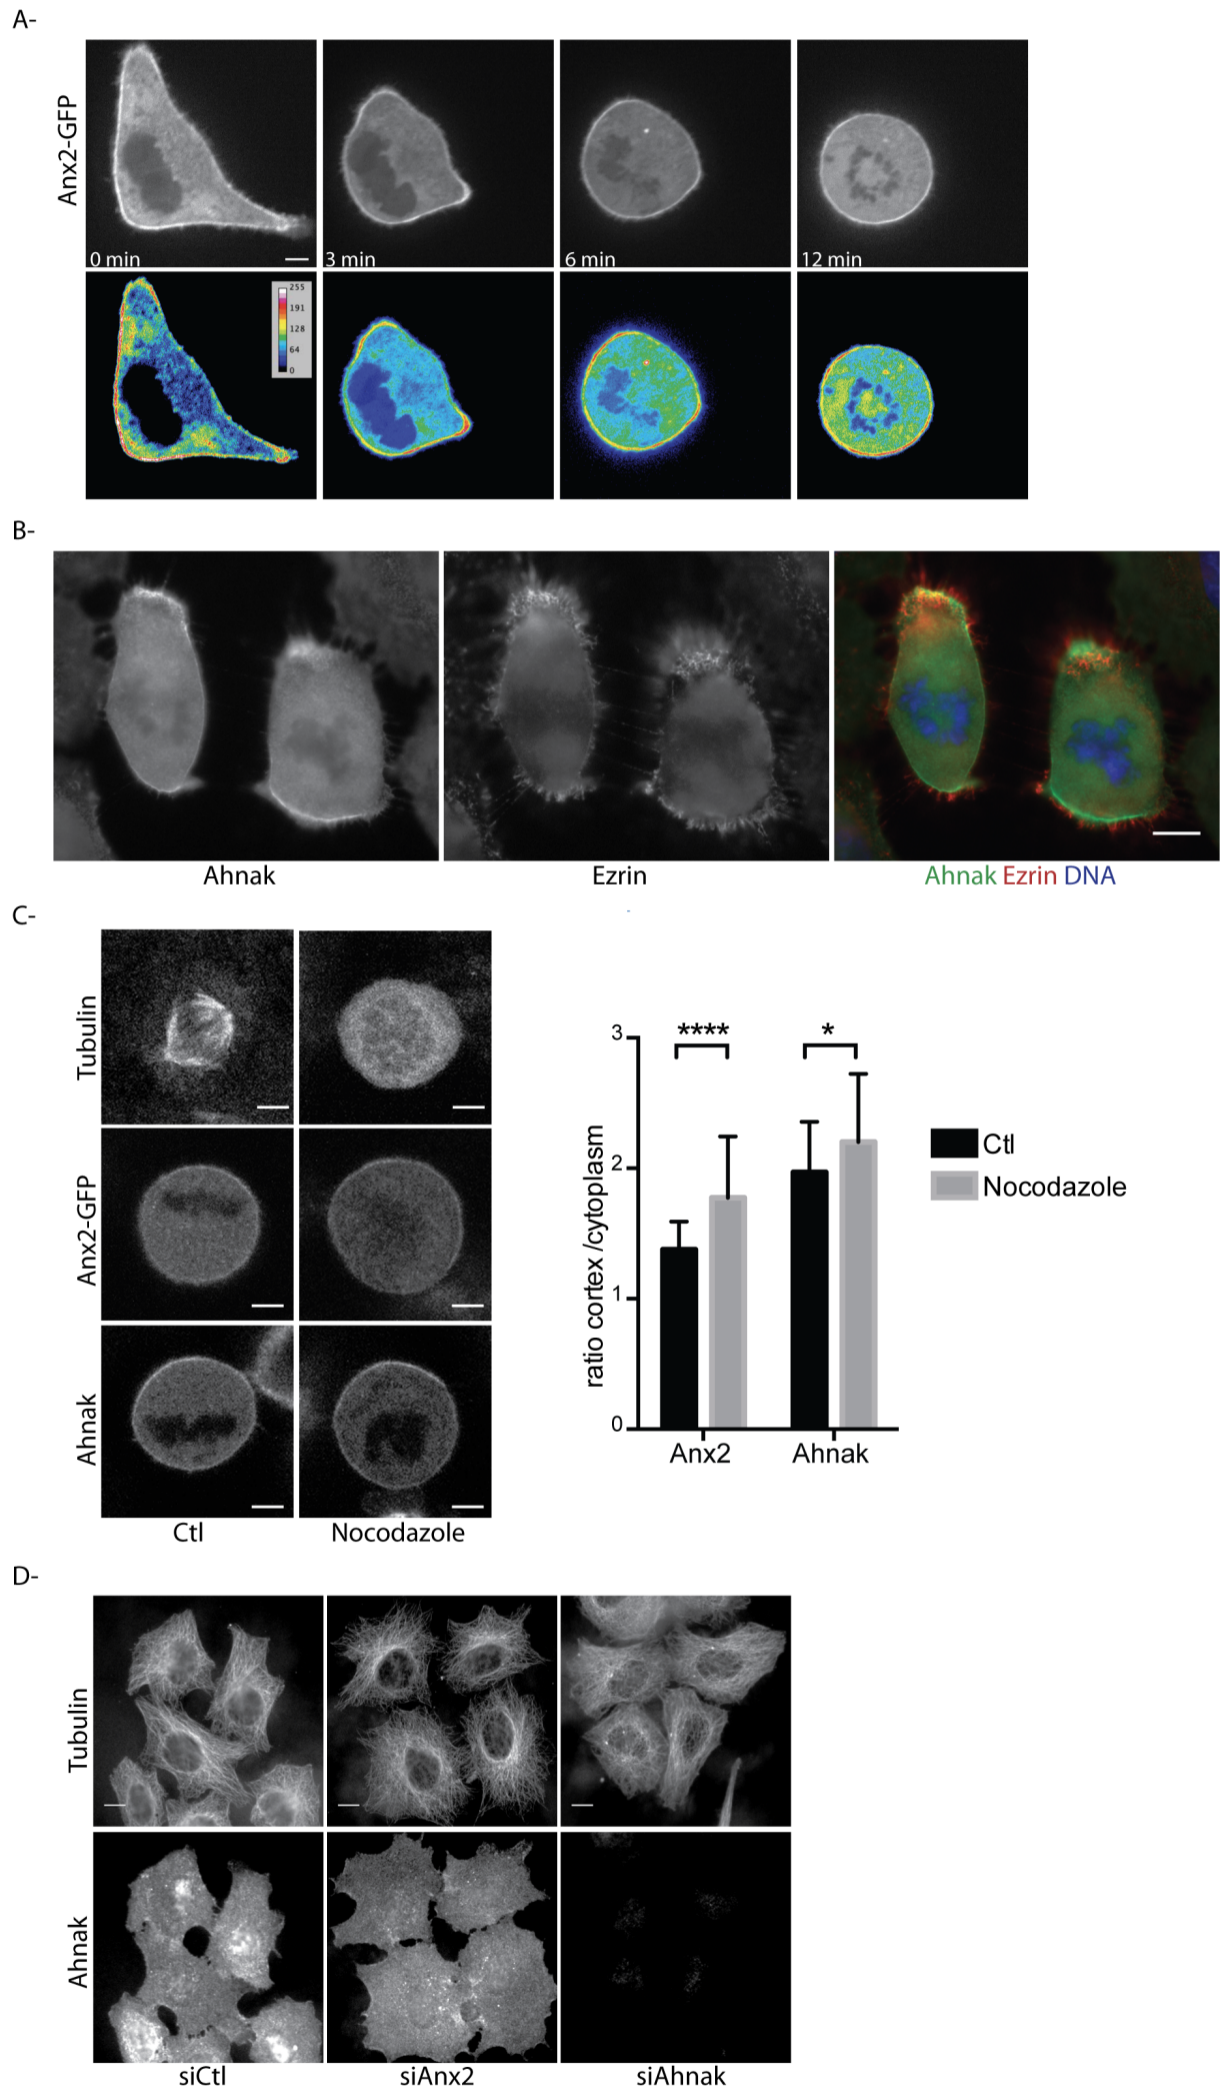 A-
Anx2-GFP
0 min
3 min
6 min
12 min
255
191
128
64
0
B-
Ahnak
Ezrin
Ahnak Ezrin DNA
C-
Tubulin
Anx2-GFP
Ahnak
Ctl
Nocodazole
ratio cortex /cytoplasm
3
2
1
0
****
*
Anx2
Ahnak
Ctl
Nocodazole
D-
Tubulin
Ahnak
siCtl
siAnx2
siAhnak